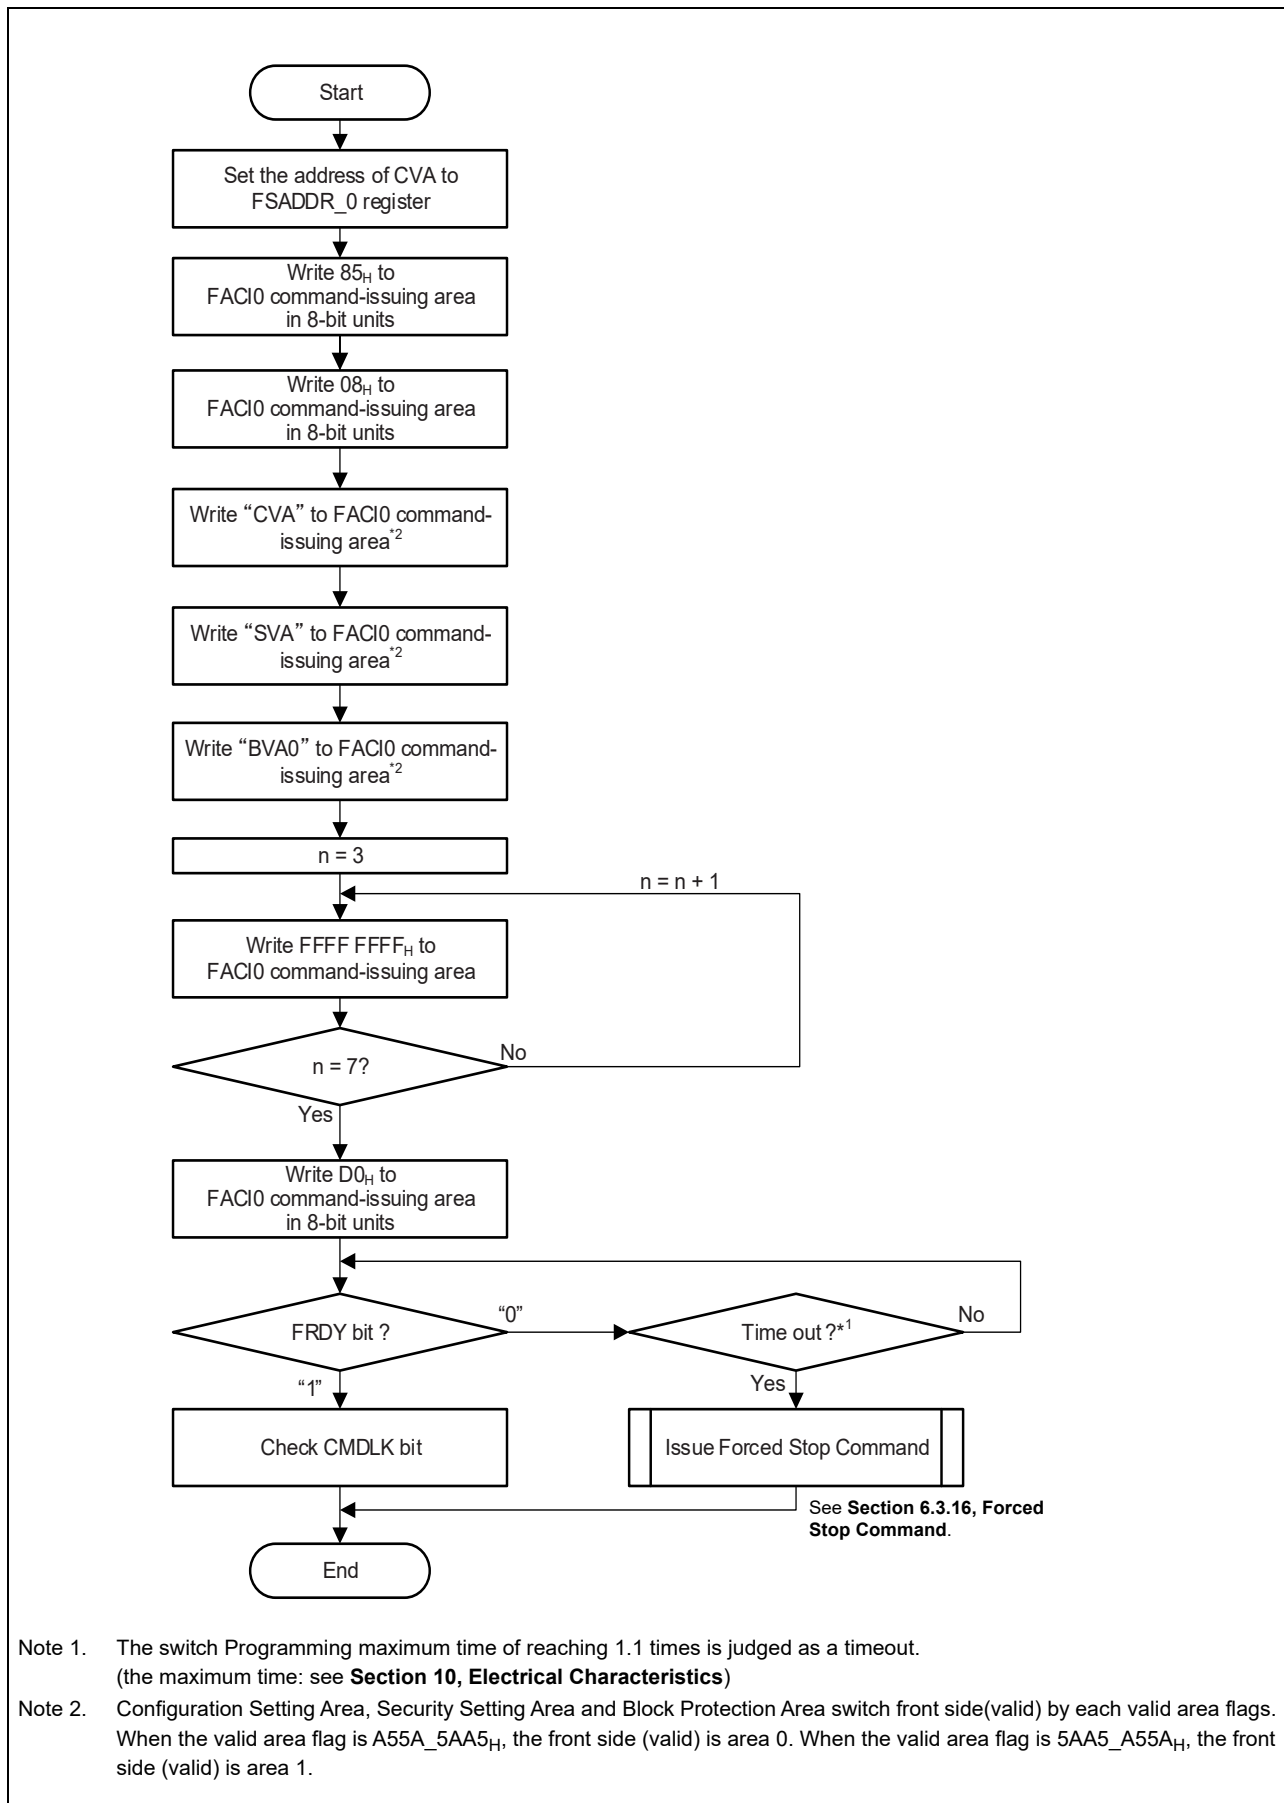 Start
Set the address of CVA to
FSADDR_0 register
Write 85H to
FACI0 command-issuing area
in 8-bit units
Write 08H to
FACI0 command-issuing area
in 8-bit units
Write “CVA” to FACI0 command-
issuing area*2
Write “SVA” to FACI0 command-
issuing area*2
Write “BVA0” to FACI0 command-
issuing area*2
n = 3
n = n + 1
Write FFFF FFFFH to
FACI0 command-issuing area
n = 7?
No
Yes
Write D0H to
FACI0 command-issuing area
in 8-bit units
FRDY bit ?
“0”
Time out ?*1
No
“1”
Yes
Check CMDLK bit
Issue Forced Stop Command
See Section 6.3.16, Forced
Stop Command.
End
Note 1. The switch Programming maximum time of reaching 1.1 times is judged as a timeout.
(the maximum time: see Section 10, Electrical Characteristics)
Note 2. Configuration Setting Area, Security Setting Area and Block Protection Area switch front side(valid) by each valid area flags.
When the valid area flag is A55A_5AA5H, the front side (valid) is area 0. When the valid area flag is 5AA5_A55AH, the front
side (valid) is area 1.